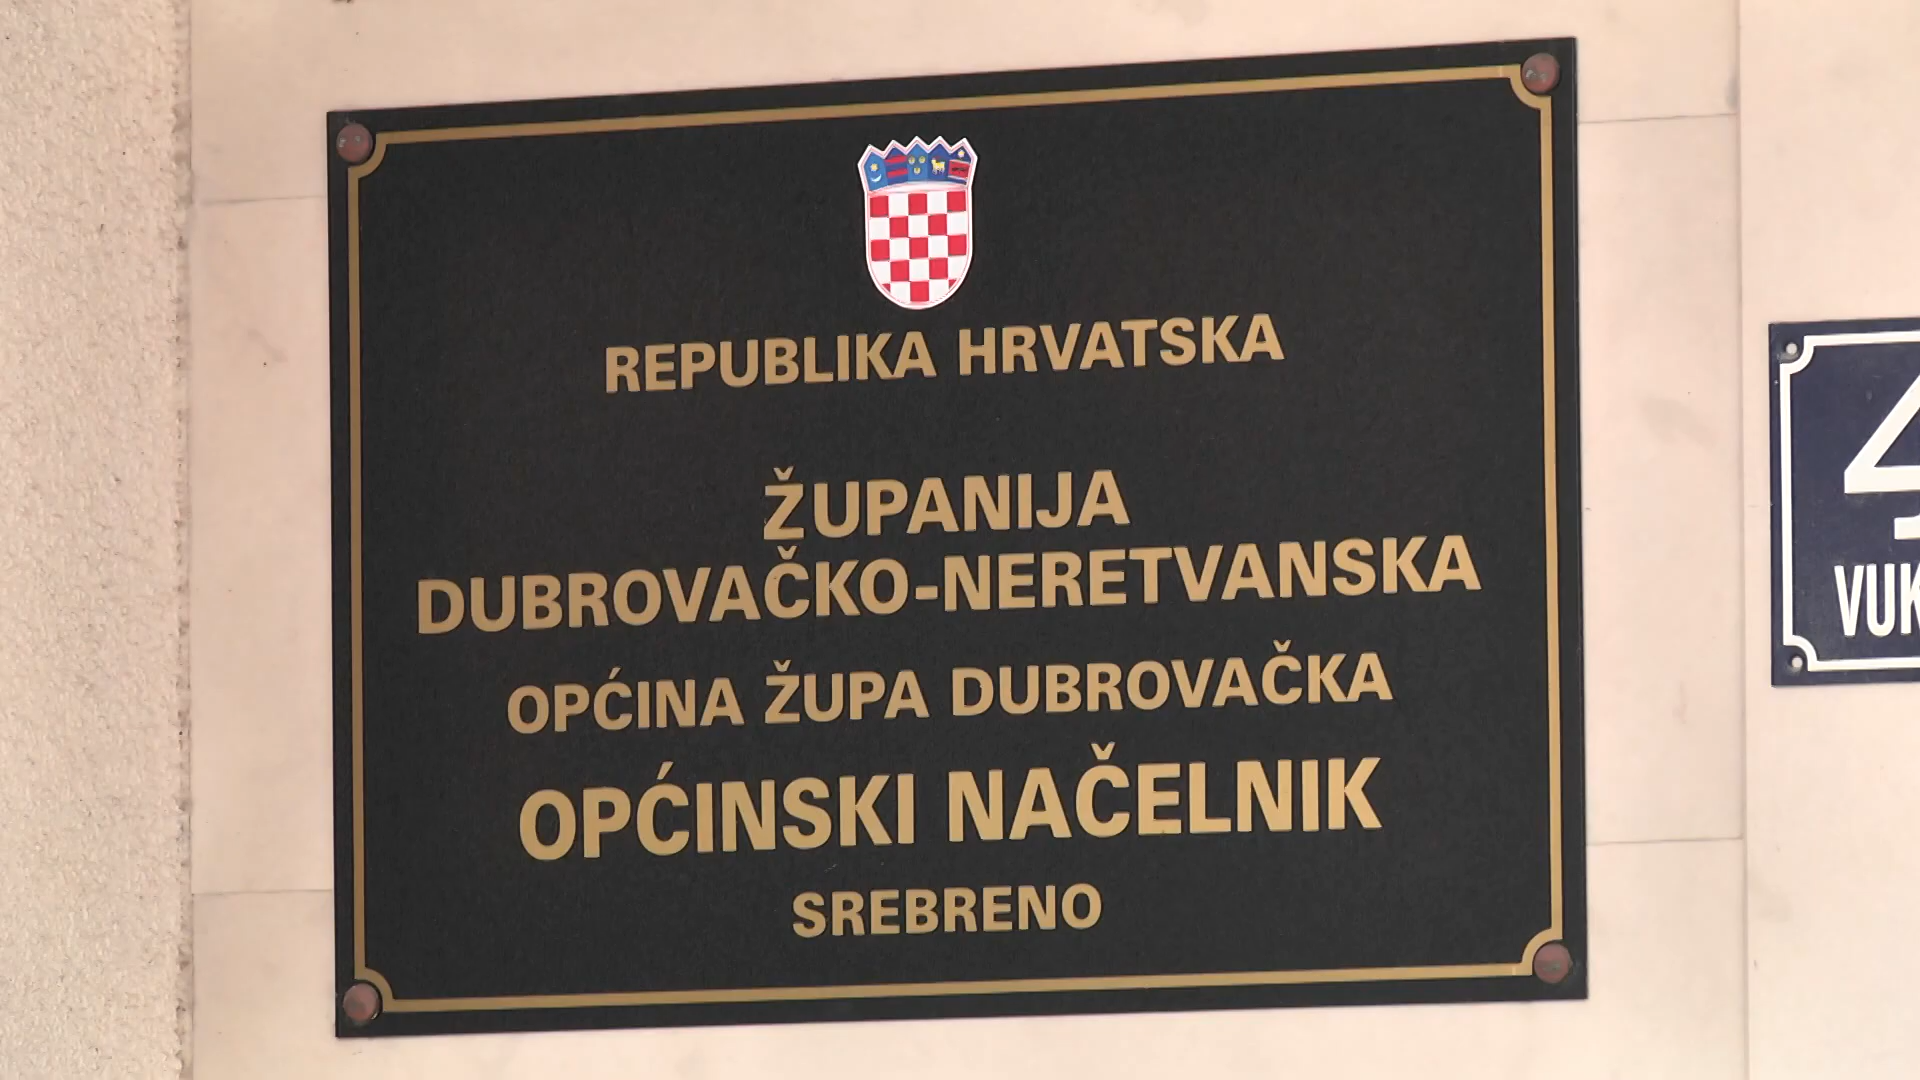 REPUBLIKA HRVATSKA
ŽUPANIJA
DUBROVAČKO-NERETVANSKA
OPĆINA ŽUPA DUBROVAČKA
OPĆINSKI NAČELNIK
SREBRENO